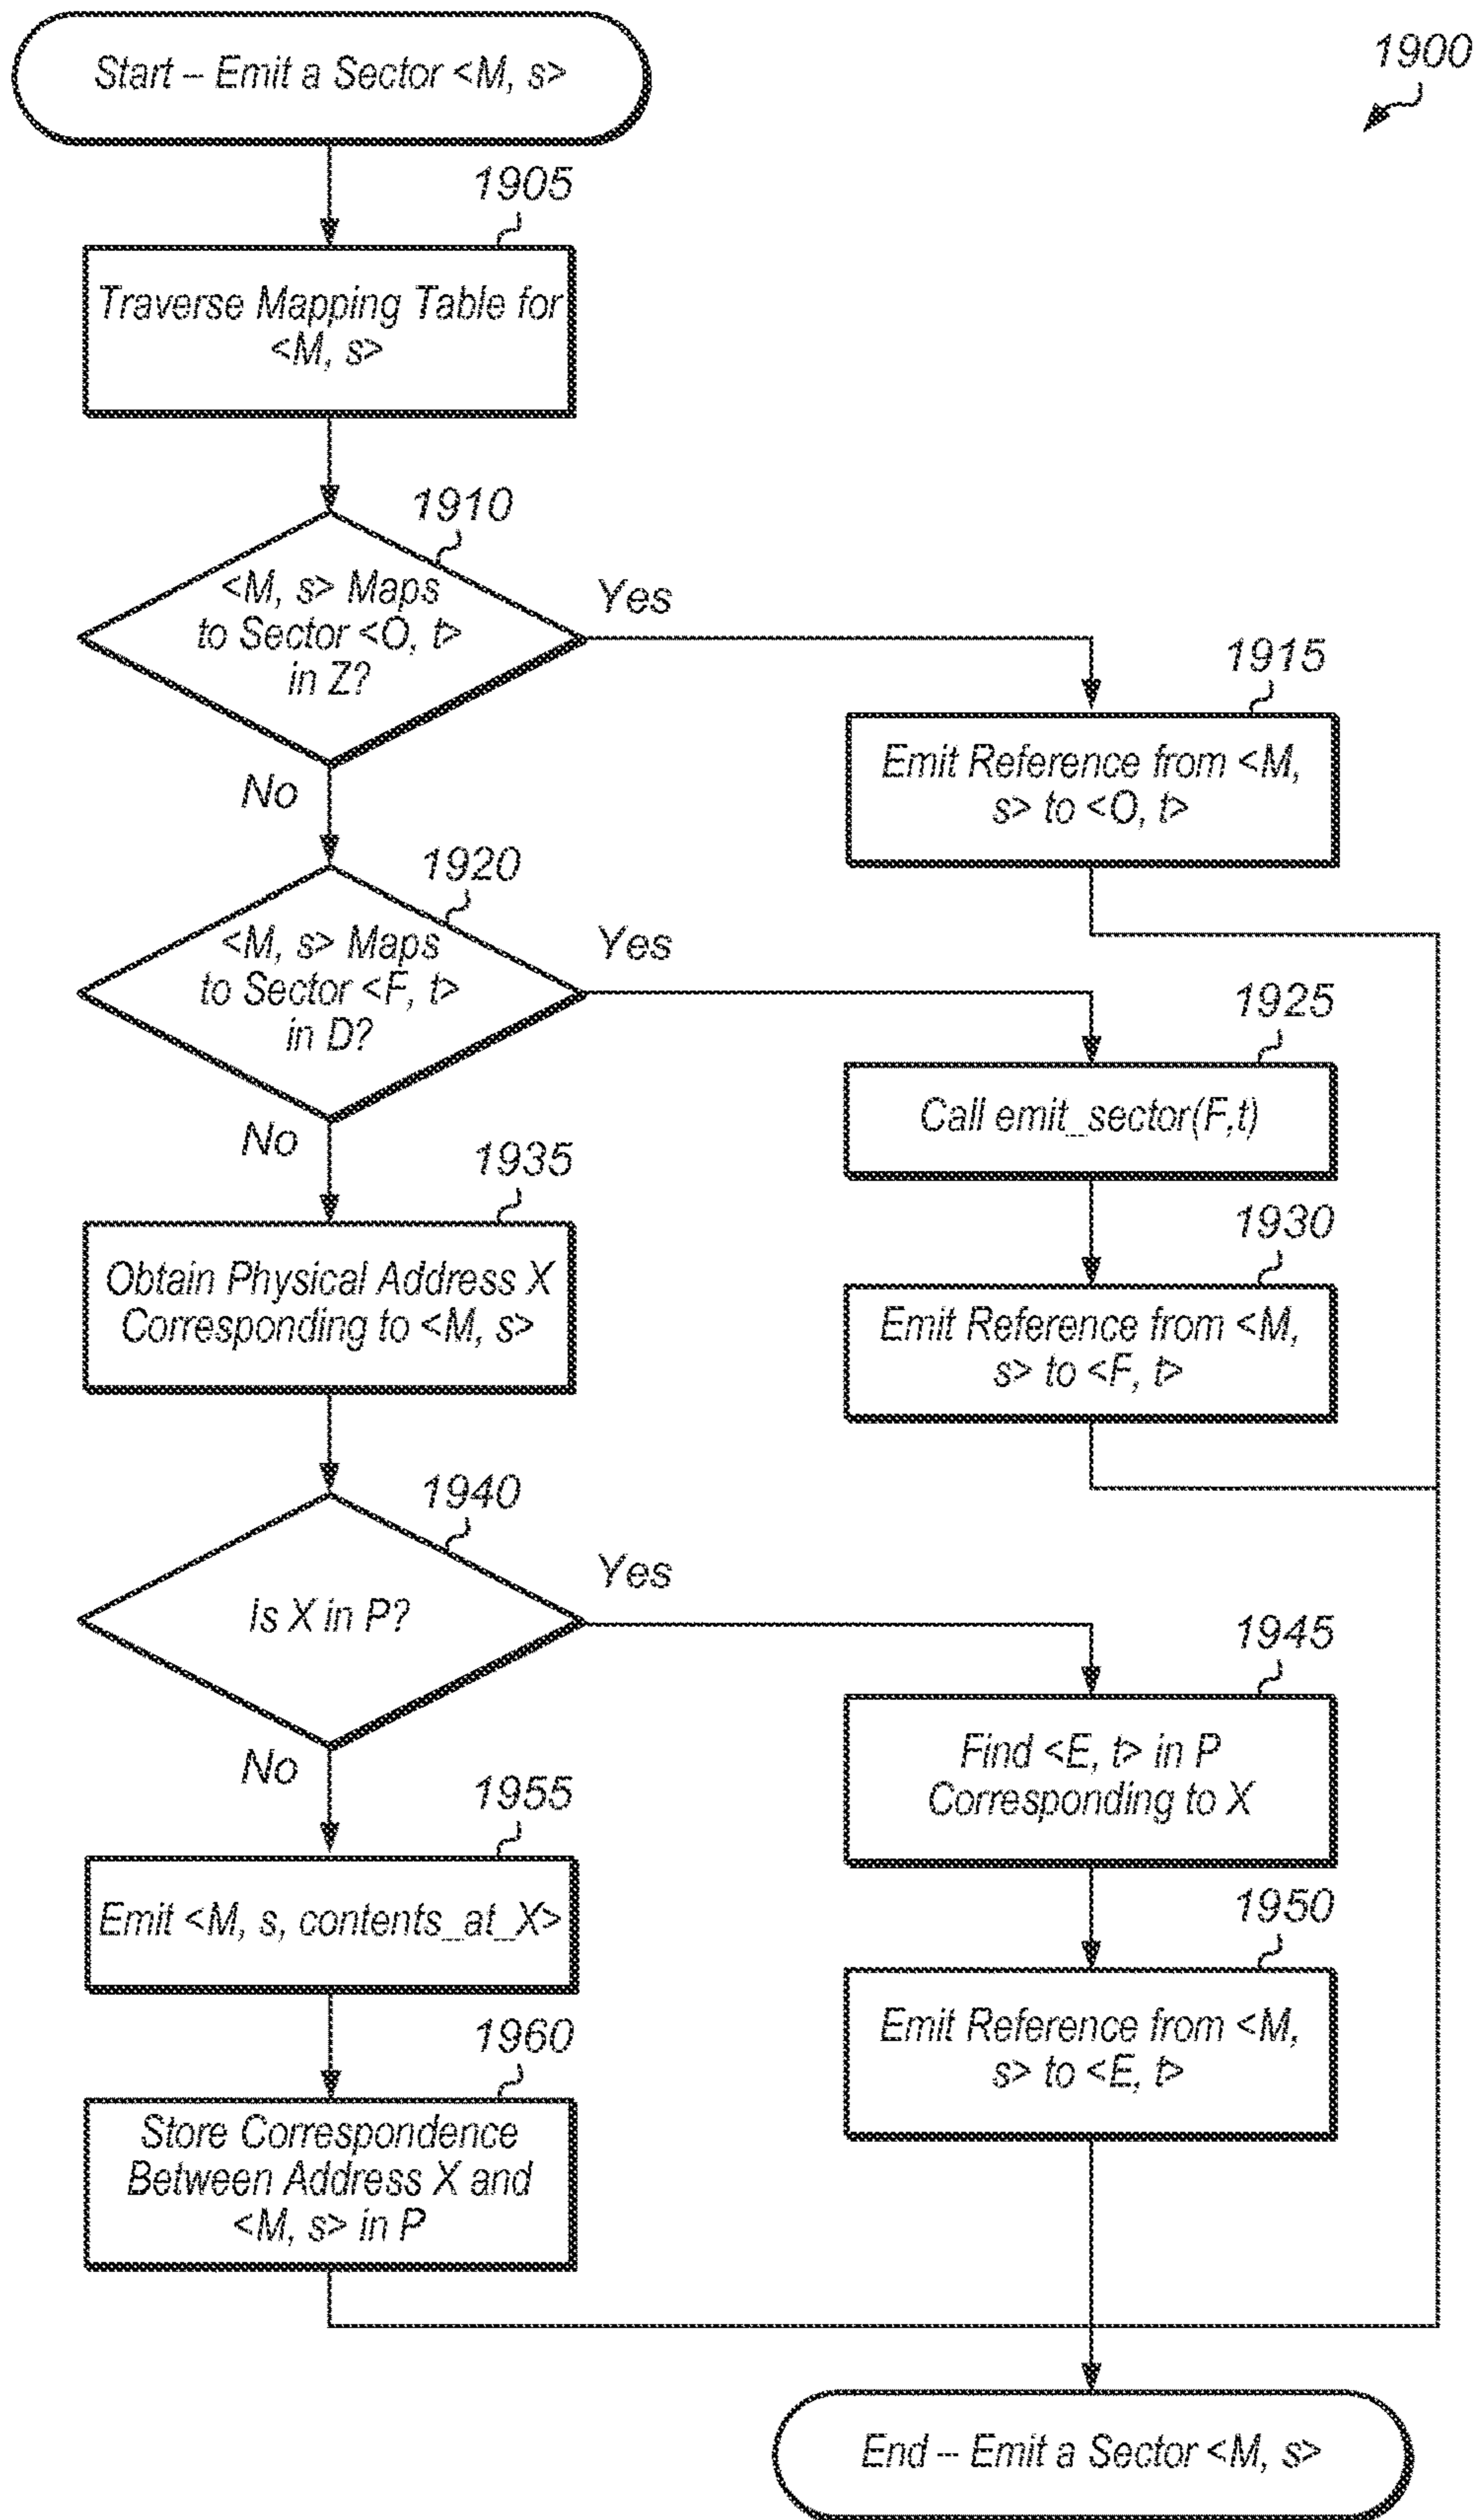 1900
Start – Emit a Sector <M, s>
1905
Traverse Mapping Table for
<M, s>
1910
<M, s> Maps
to Sector <O, t>
in Z?
Yes
No
1915
Emit Reference from <M,
s> to <O, t>
1920
<M, s> Maps
to Sector <F, t>
in D?
Yes
No
1925
Call emit_sector(F,t)
1930
Emit Reference from <M,
s> to <F, t>
1935
Obtain Physical Address X
Corresponding to <M, s>
1940
Is X in P?
Yes
No
1945
Find <E, t> in P
Corresponding to X
1950
Emit Reference from <M,
s> to <E, t>
1955
Emit <M, s, contents_at_X>
1960
Store Correspondence
Between Address X and
<M, s> in P
End – Emit a Sector <M, s>